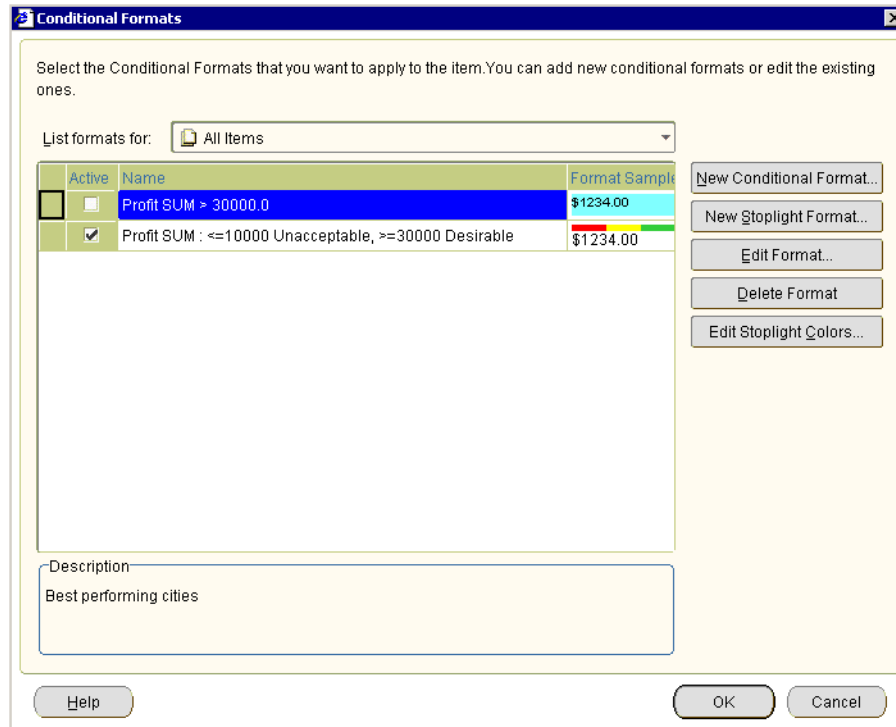 Conditional Formats
Select the Conditional Formats that you want to apply to the item.You can add new conditional formats or edit the existing
ones.
List formats for: All Items
Active Name Format Sample
Profit SUM > 30000.0 $1234.00
Profit SUM : <=10000 Unacceptable, >=30000 Desirable $1234.00
New Conditional Format...
New Stoplight Format...
Edit Format...
Delete Format
Edit Stoplight Colors...
Description
Best performing cities
Help OK Cancel